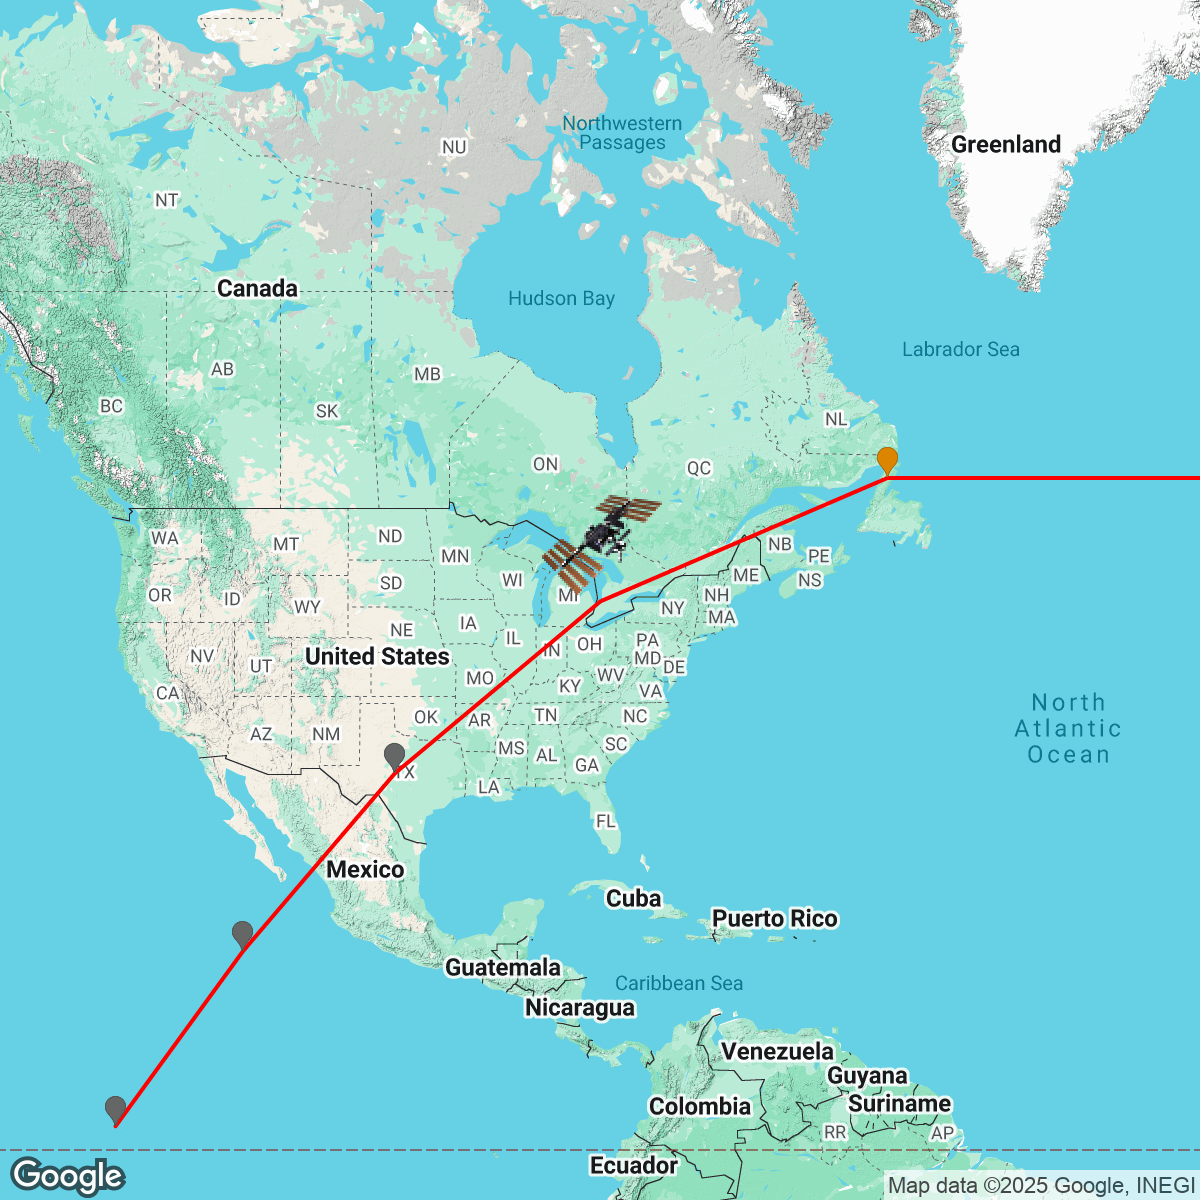 Northwestern
Passages
Greenland
NU
NT
Canada
Hudson Bay
Labrador Sea
AB
MB
BC
SK
NL
ON
QC
WA
MT
ND
MN
NB
PE
OR
ID
WY
SD
WI
MI
ME
NS
NH
NY
MA
NE
IA
IL
IN
OH
PA
NV
UT
United States
MD
DE
CA
MO
KY
WV
VA
North
Atlantic
Ocean
AZ
NM
OK
AR
TN
NC
MS
AL
SC
GA
TX
LA
FL
Mexico
Cuba
Puerto Rico
Guatemala
Caribbean Sea
Nicaragua
Venezuela
Guyana
Colombia
Suriname
RR
AP
Ecuador
Google
Map data ©2025 Google, INEGI